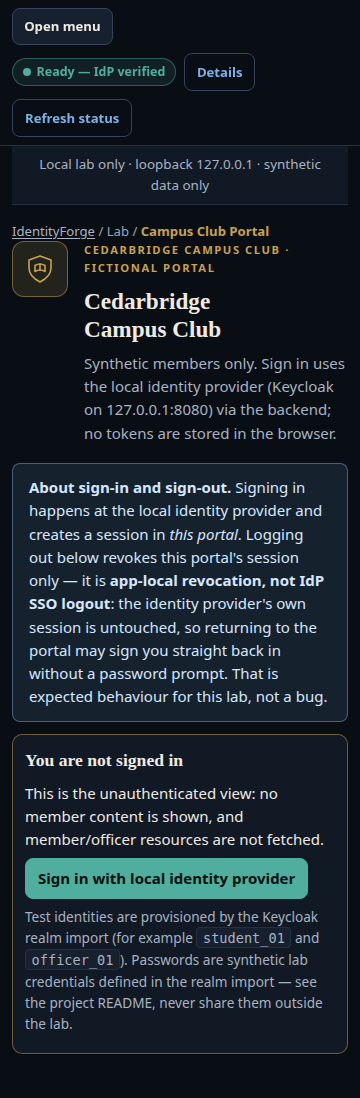 Open menu
Ready — IdP verified
Details
Refresh status
Local lab only · loopback 127.0.0.1 · synthetic
data only
IdentityForge / Lab / Campus Club Portal
CEDARBRIDGE CAMPUS CLUB ·
FICTIONAL PORTAL
Cedarbridge
Campus Club
Synthetic members only. Sign in uses
the local identity provider (Keycloak
on 127.0.0.1:8080) via the backend;
no tokens are stored in the browser.
About sign-in and sign-out. Signing in
happens at the local identity provider and
creates a session in this portal. Logging
out below revokes this portal's session
only — it is app-local revocation, not IdP
SSO logout: the identity provider's own
session is untouched, so returning to the
portal may sign you straight back in
without a password prompt. That is
expected behaviour for this lab, not a bug.
You are not signed in
This is the unauthenticated view: no
member content is shown, and
member/officer resources are not fetched.
Sign in with local identity provider
Test identities are provisioned by the Keycloak
realm import (for example student_01 and
officer_01). Passwords are synthetic lab
credentials defined in the realm import — see
the project README, never share them outside
the lab.